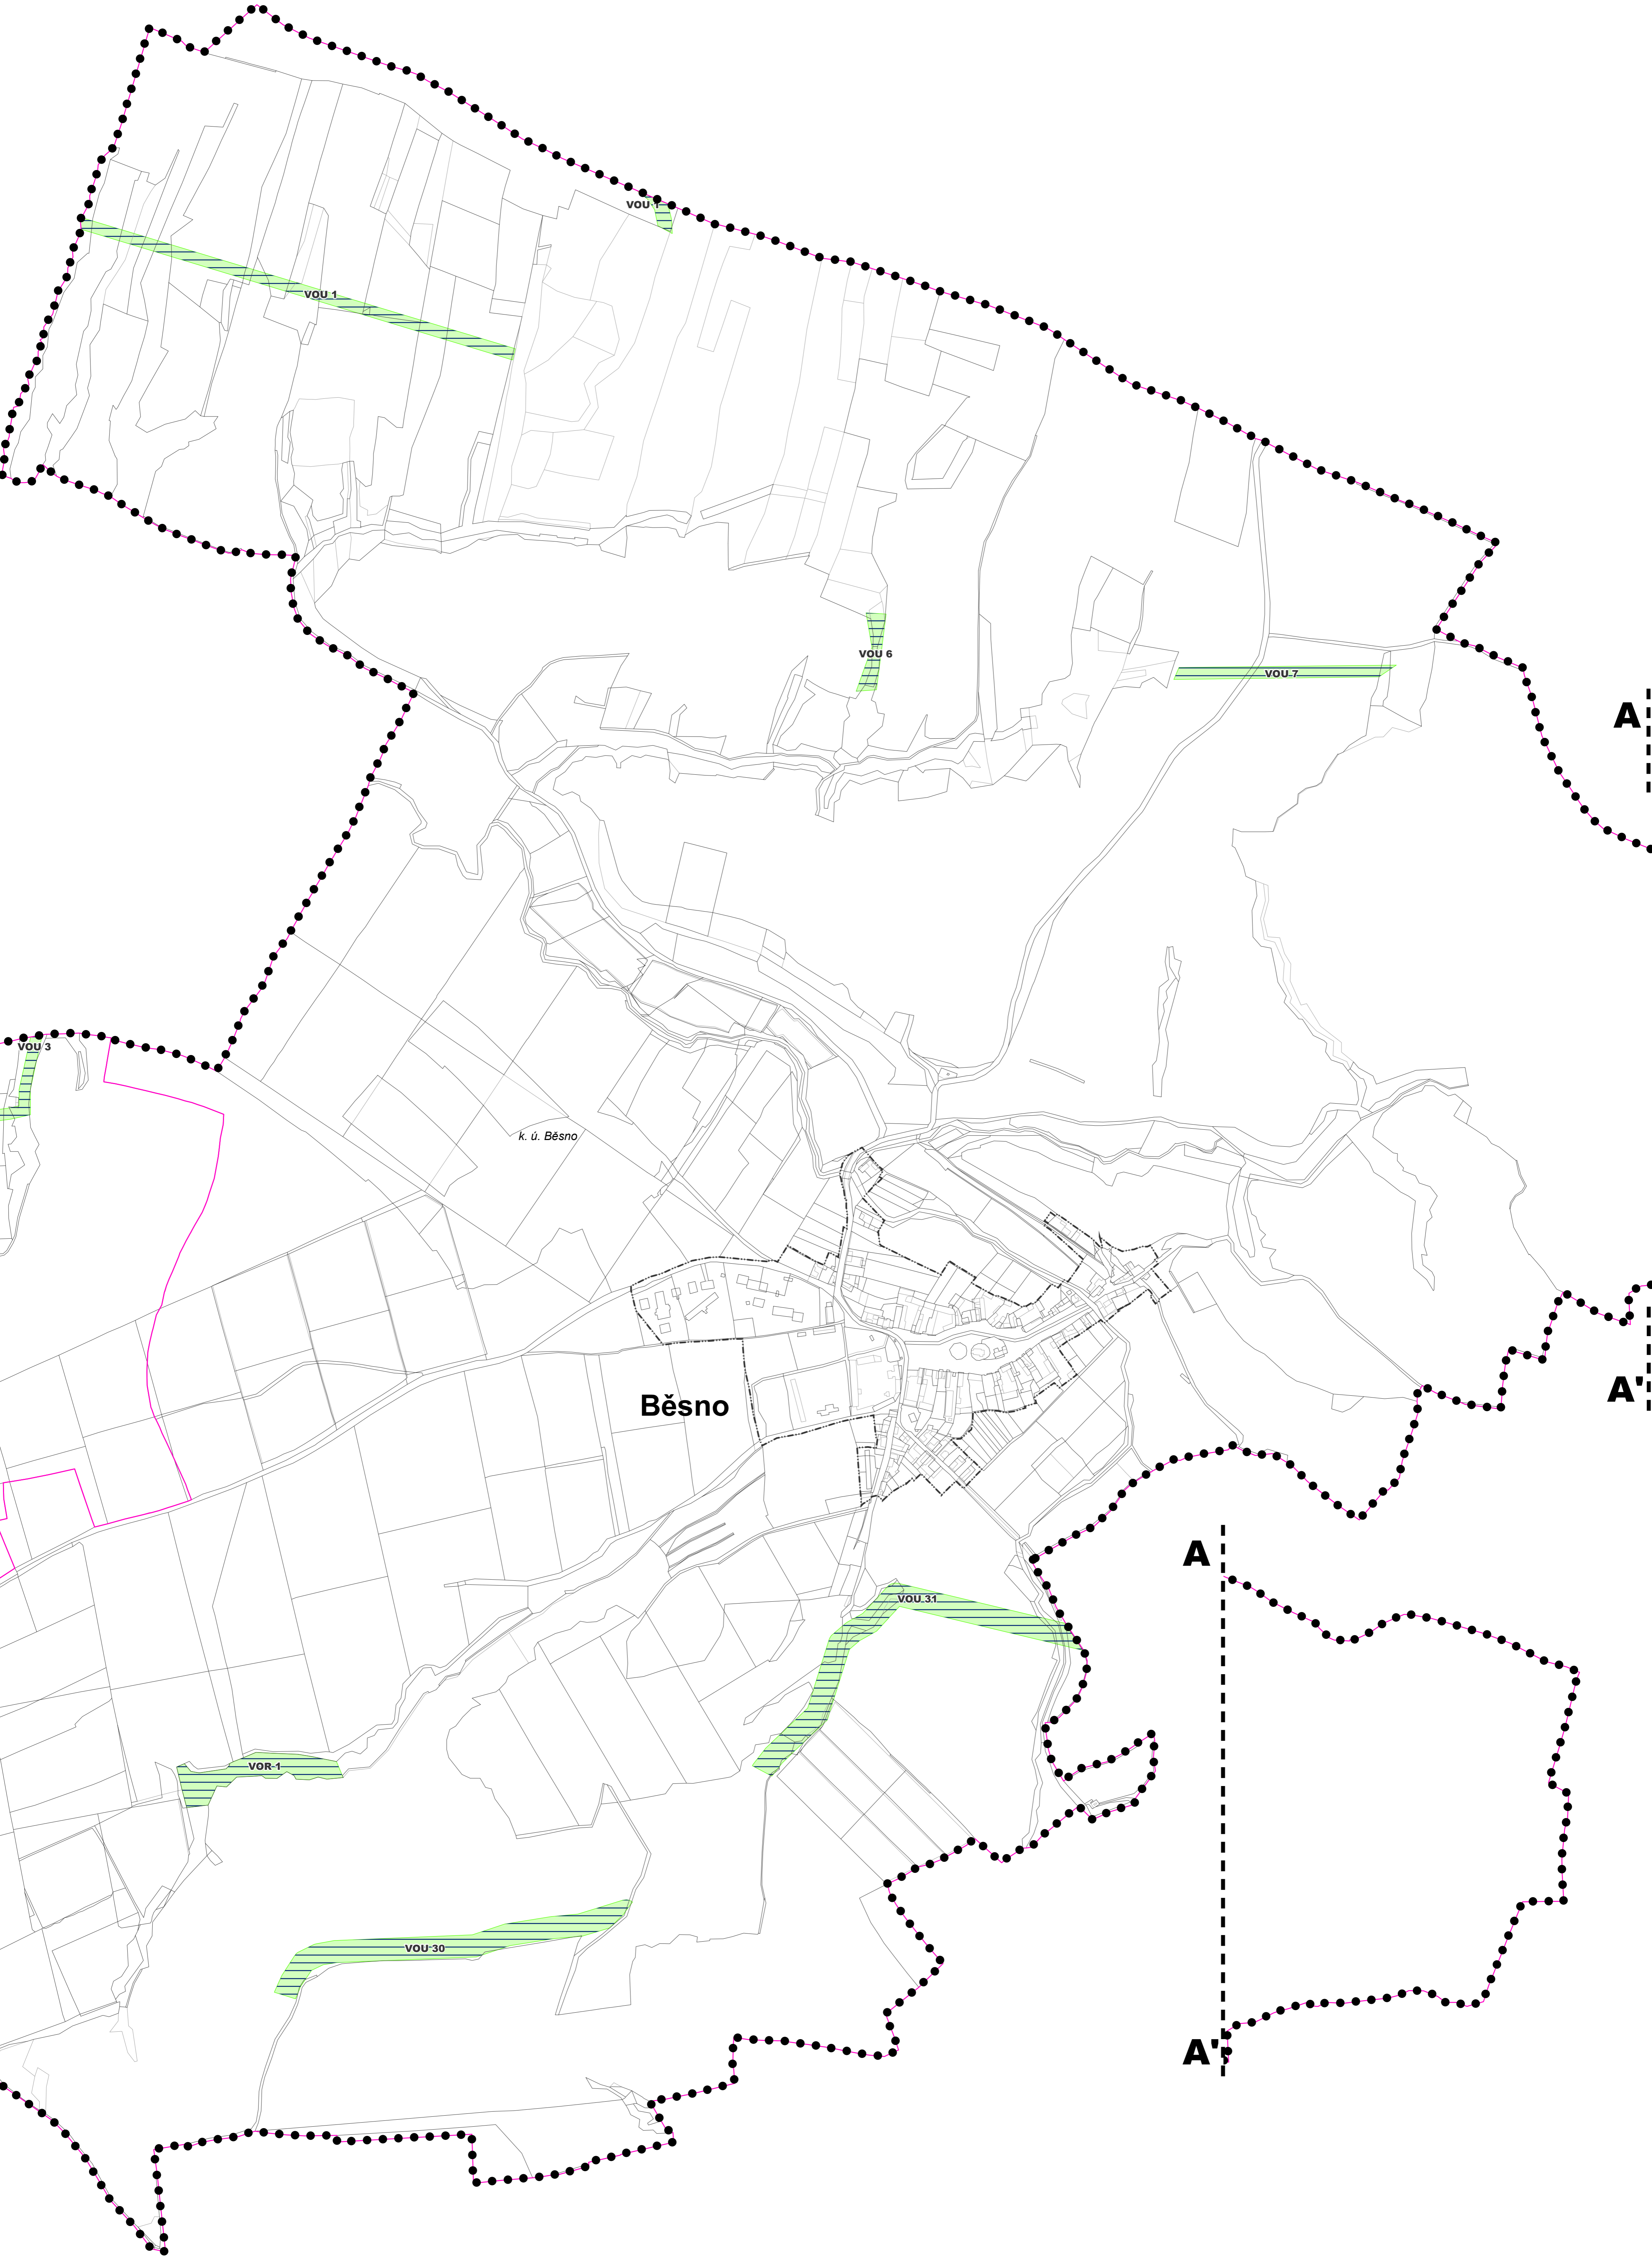 VOU 1
VOU 1
VOU 6
VOU 7
A
VOU 3
k. ú. Běsno
A'
Běsno
A
VOU 31
VOR 1
VOU 30
A'